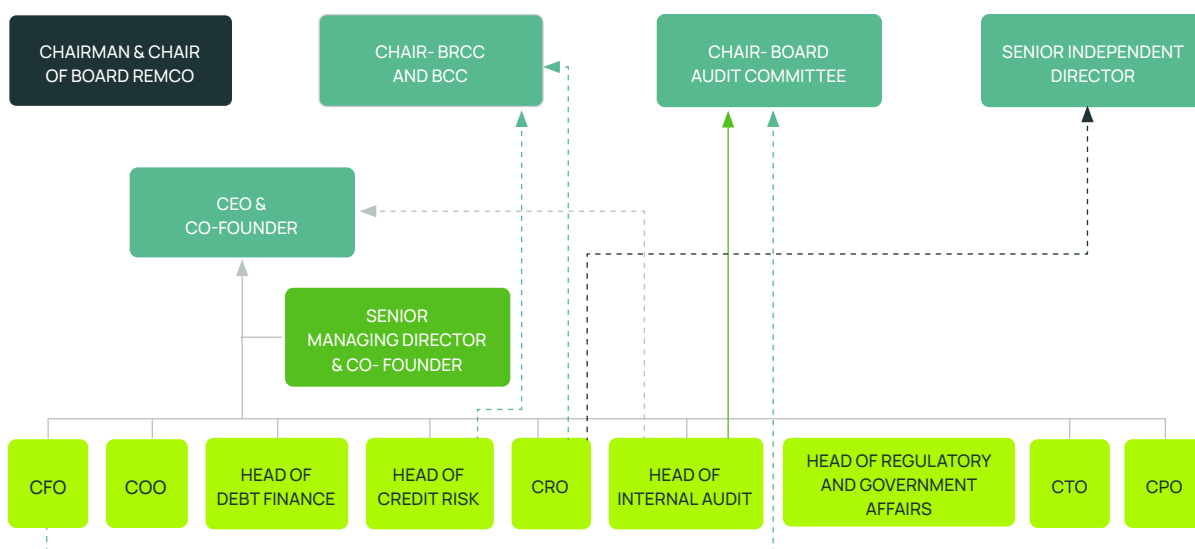 CHAIRMAN & CHAIR
OF BOARD REMCO
CHAIR- BRCC
AND BCC
CHAIR- BOARD
AUDIT COMMITTEE
SENIOR INDEPENDENT
DIRECTOR
CEO &
CO-FOUNDER
SENIOR
MANAGING DIRECTOR
& CO- FOUNDER
CFO
COO
HEAD OF
DEBT FINANCE
HEAD OF
CREDIT RISK
CRO
HEAD OF
INTERNAL AUDIT
HEAD OF REGULATORY
AND GOVERNMENT
AFFAIRS
CTO
CPO